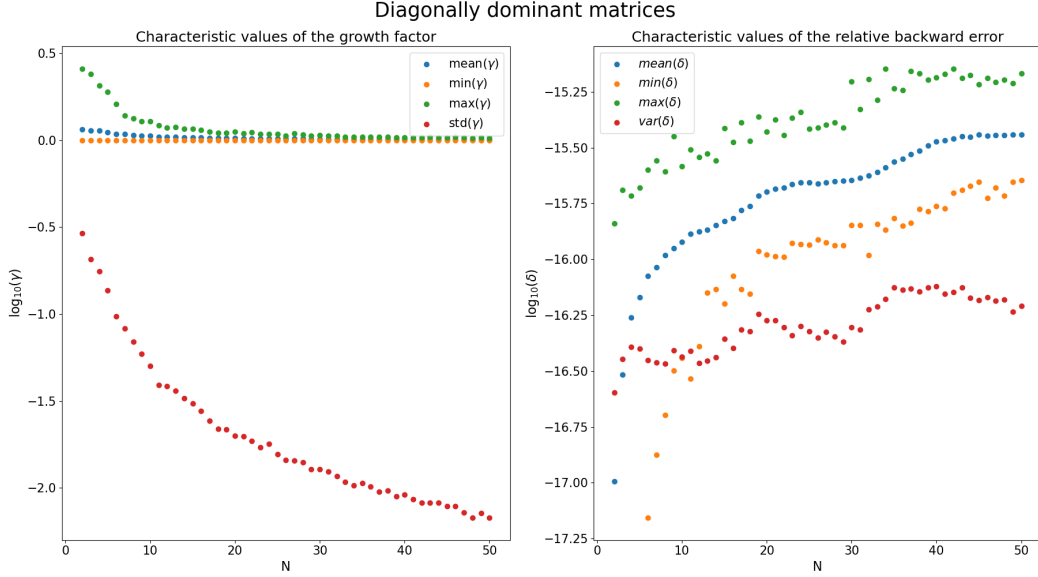 Diagonally dominant matrices
Characteristic values of the growth factor
0.5
0.0
−0.5
−1.0
−1.5
−2.0
log₁₀(γ)
0
10
20
30
40
50
N
mean(γ)
min(γ)
max(γ)
std(γ)
Characteristic values of the relative backward error
−15.25
−15.50
−15.75
−16.00
−16.25
−16.50
−16.75
−17.00
−17.25
log₁₀(δ)
0
10
20
30
40
50
N
mean(δ)
min(δ)
max(δ)
var(δ)